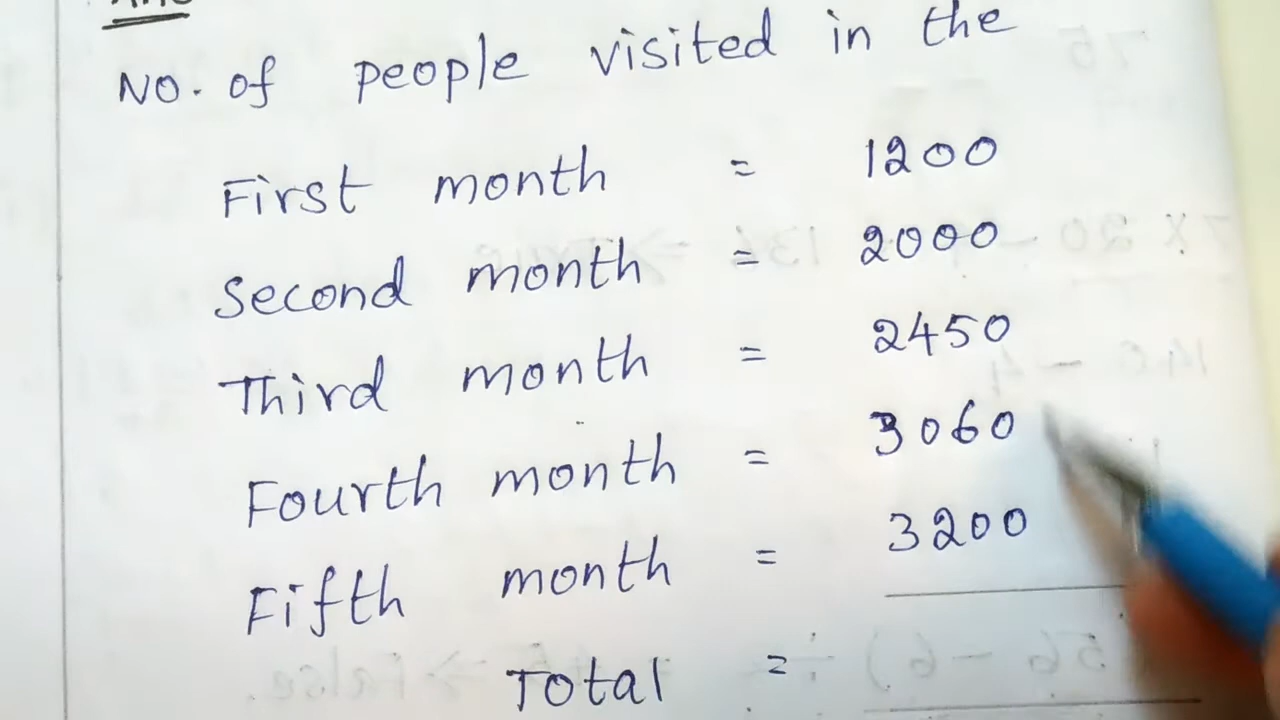 No. of people visited in the
First month = 1200
Second month = 2000
Third month = 2450
Fourth month = 3060
Fifth month = 3200
Total =